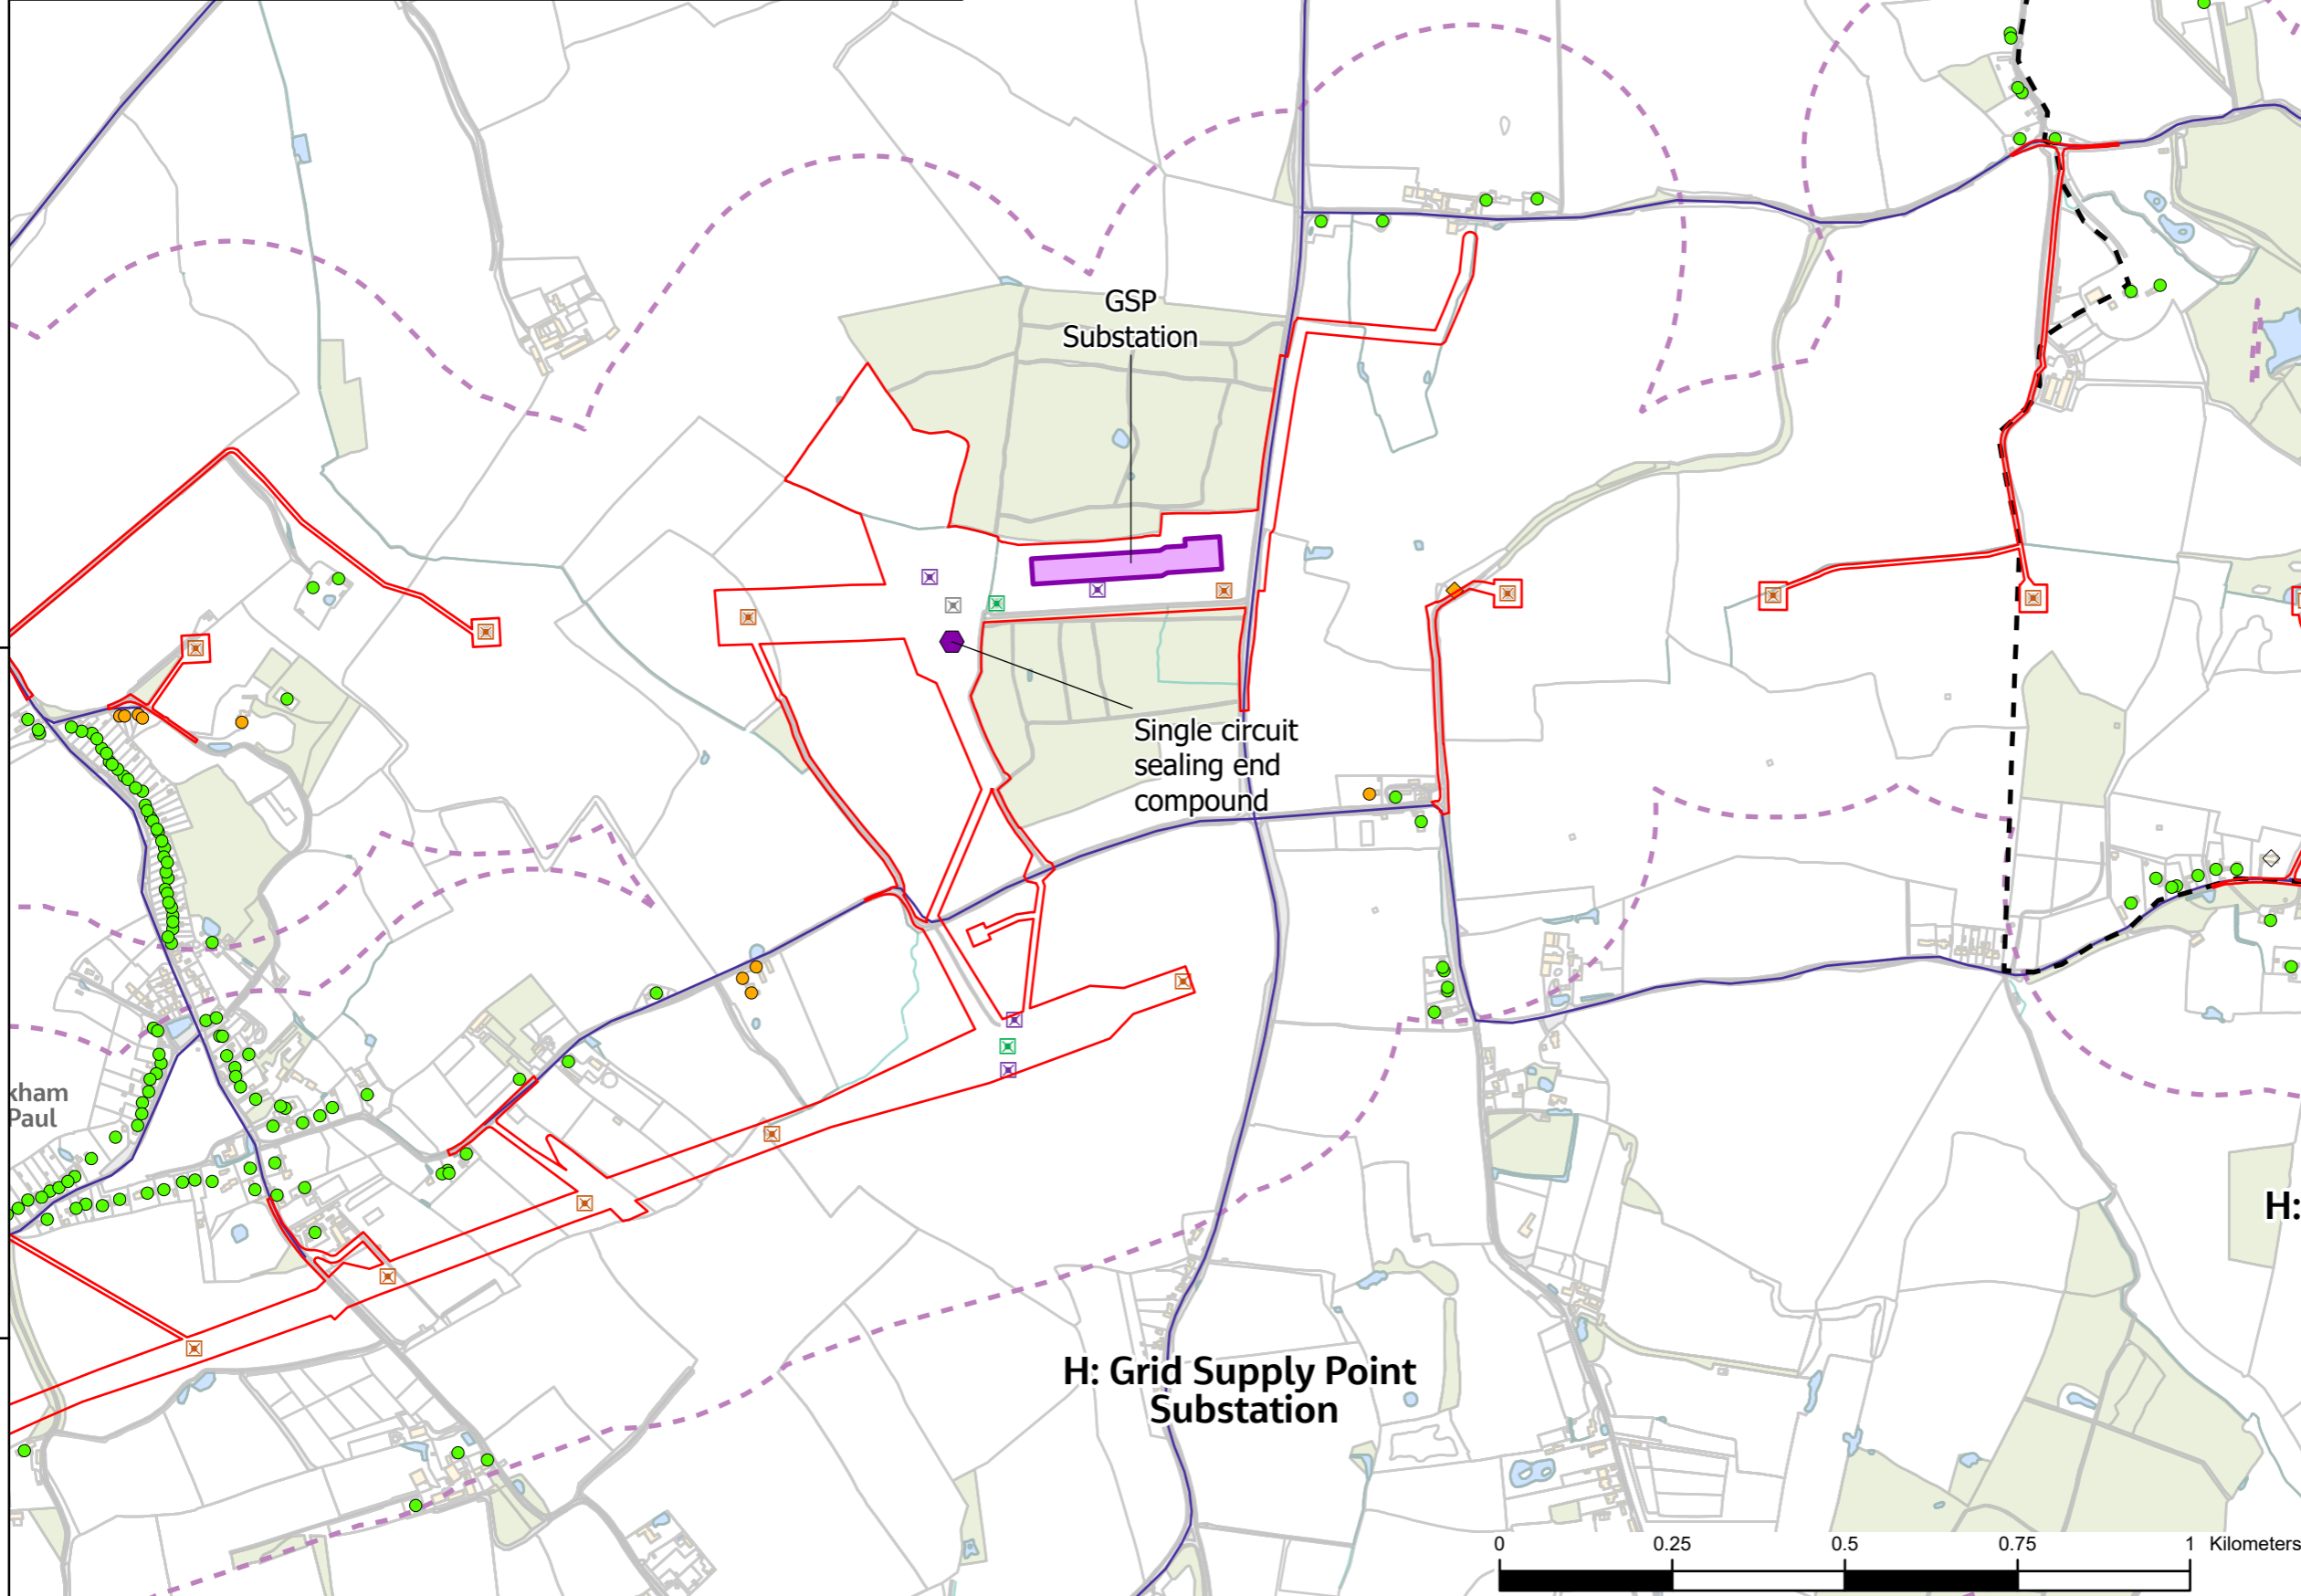 GSP
Substation
Single circuit
sealing end
compound
kham
Paul
H:
H: Grid Supply Point
Substation
0 0.25 0.5 0.75 1 Kilometers